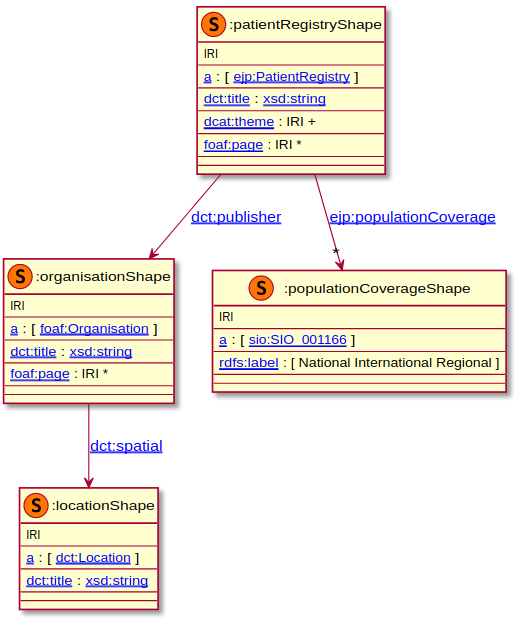 S :patientRegistryShape
IRI
a : [ ejp:PatientRegistry ]
dct:title : xsd:string
dcat:theme : IRI +
foaf:page : IRI *
dct:publisher
ejp:populationCoverage
*
S :organisationShape
IRI
a : [ foaf:Organisation ]
dct:title : xsd:string
foaf:page : IRI *
S :populationCoverageShape
IRI
a : [ sio:SIO_001166 ]
rdfs:label : [ National International Regional ]
dct:spatial
S :locationShape
IRI
a : [ dct:Location ]
dct:title : xsd:string